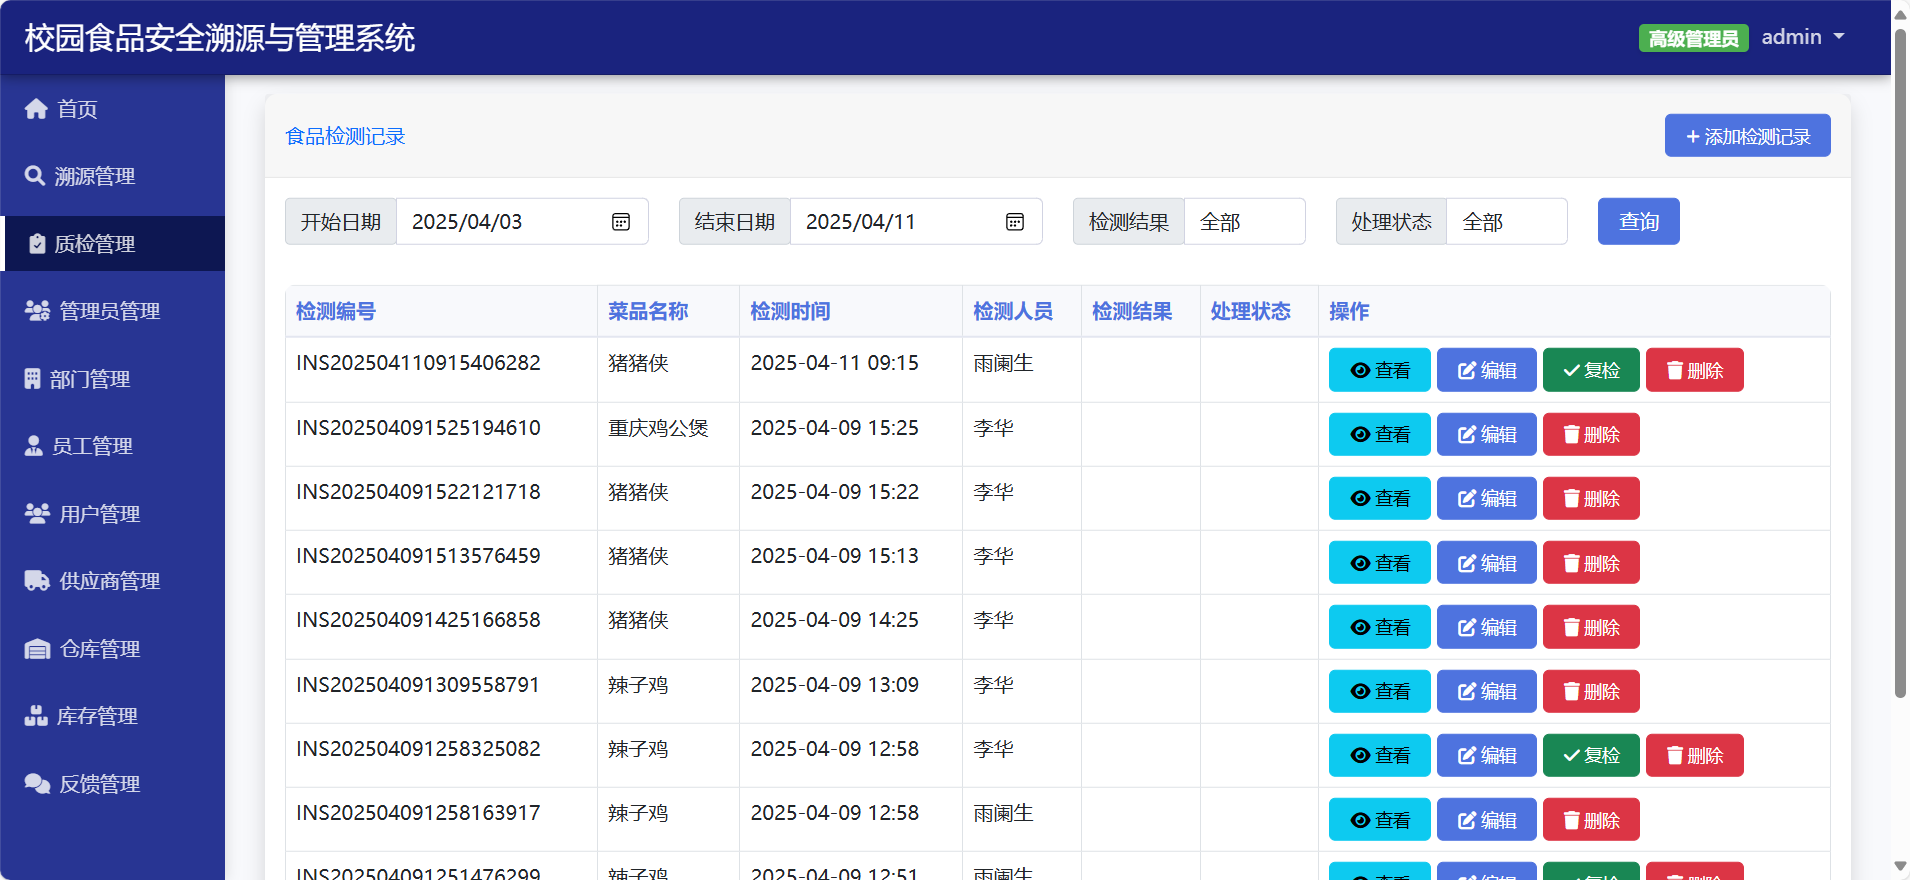 校园食品安全溯源与管理系统
高级管理员 admin
首页
溯源管理
质检管理
管理员管理
部门管理
员工管理
用户管理
供应商管理
仓库管理
库存管理
反馈管理
食品检测记录
+ 添加检测记录
开始日期 2025/04/03 结束日期 2025/04/11 检测结果 全部 处理状态 全部 查询
检测编号 菜品名称 检测时间 检测人员 检测结果 处理状态 操作
INS202504110915406282 猪猪侠 2025-04-11 09:15 雨阑生 查看 编辑 复检 删除
INS202504091525194610 重庆鸡公煲 2025-04-09 15:25 李华 查看 编辑 删除
INS202504091522121718 猪猪侠 2025-04-09 15:22 李华 查看 编辑 删除
INS202504091513576459 猪猪侠 2025-04-09 15:13 李华 查看 编辑 删除
INS202504091425166858 猪猪侠 2025-04-09 14:25 李华 查看 编辑 删除
INS202504091309558791 辣子鸡 2025-04-09 13:09 李华 查看 编辑 删除
INS202504091258325082 辣子鸡 2025-04-09 12:58 李华 查看 编辑 复检 删除
INS202504091258163917 辣子鸡 2025-04-09 12:58 雨阑生 查看 编辑 删除
INS202504091251476299 辣子鸡 2025-04-09 12:51 雨阑生 查看 编辑 复检 删除